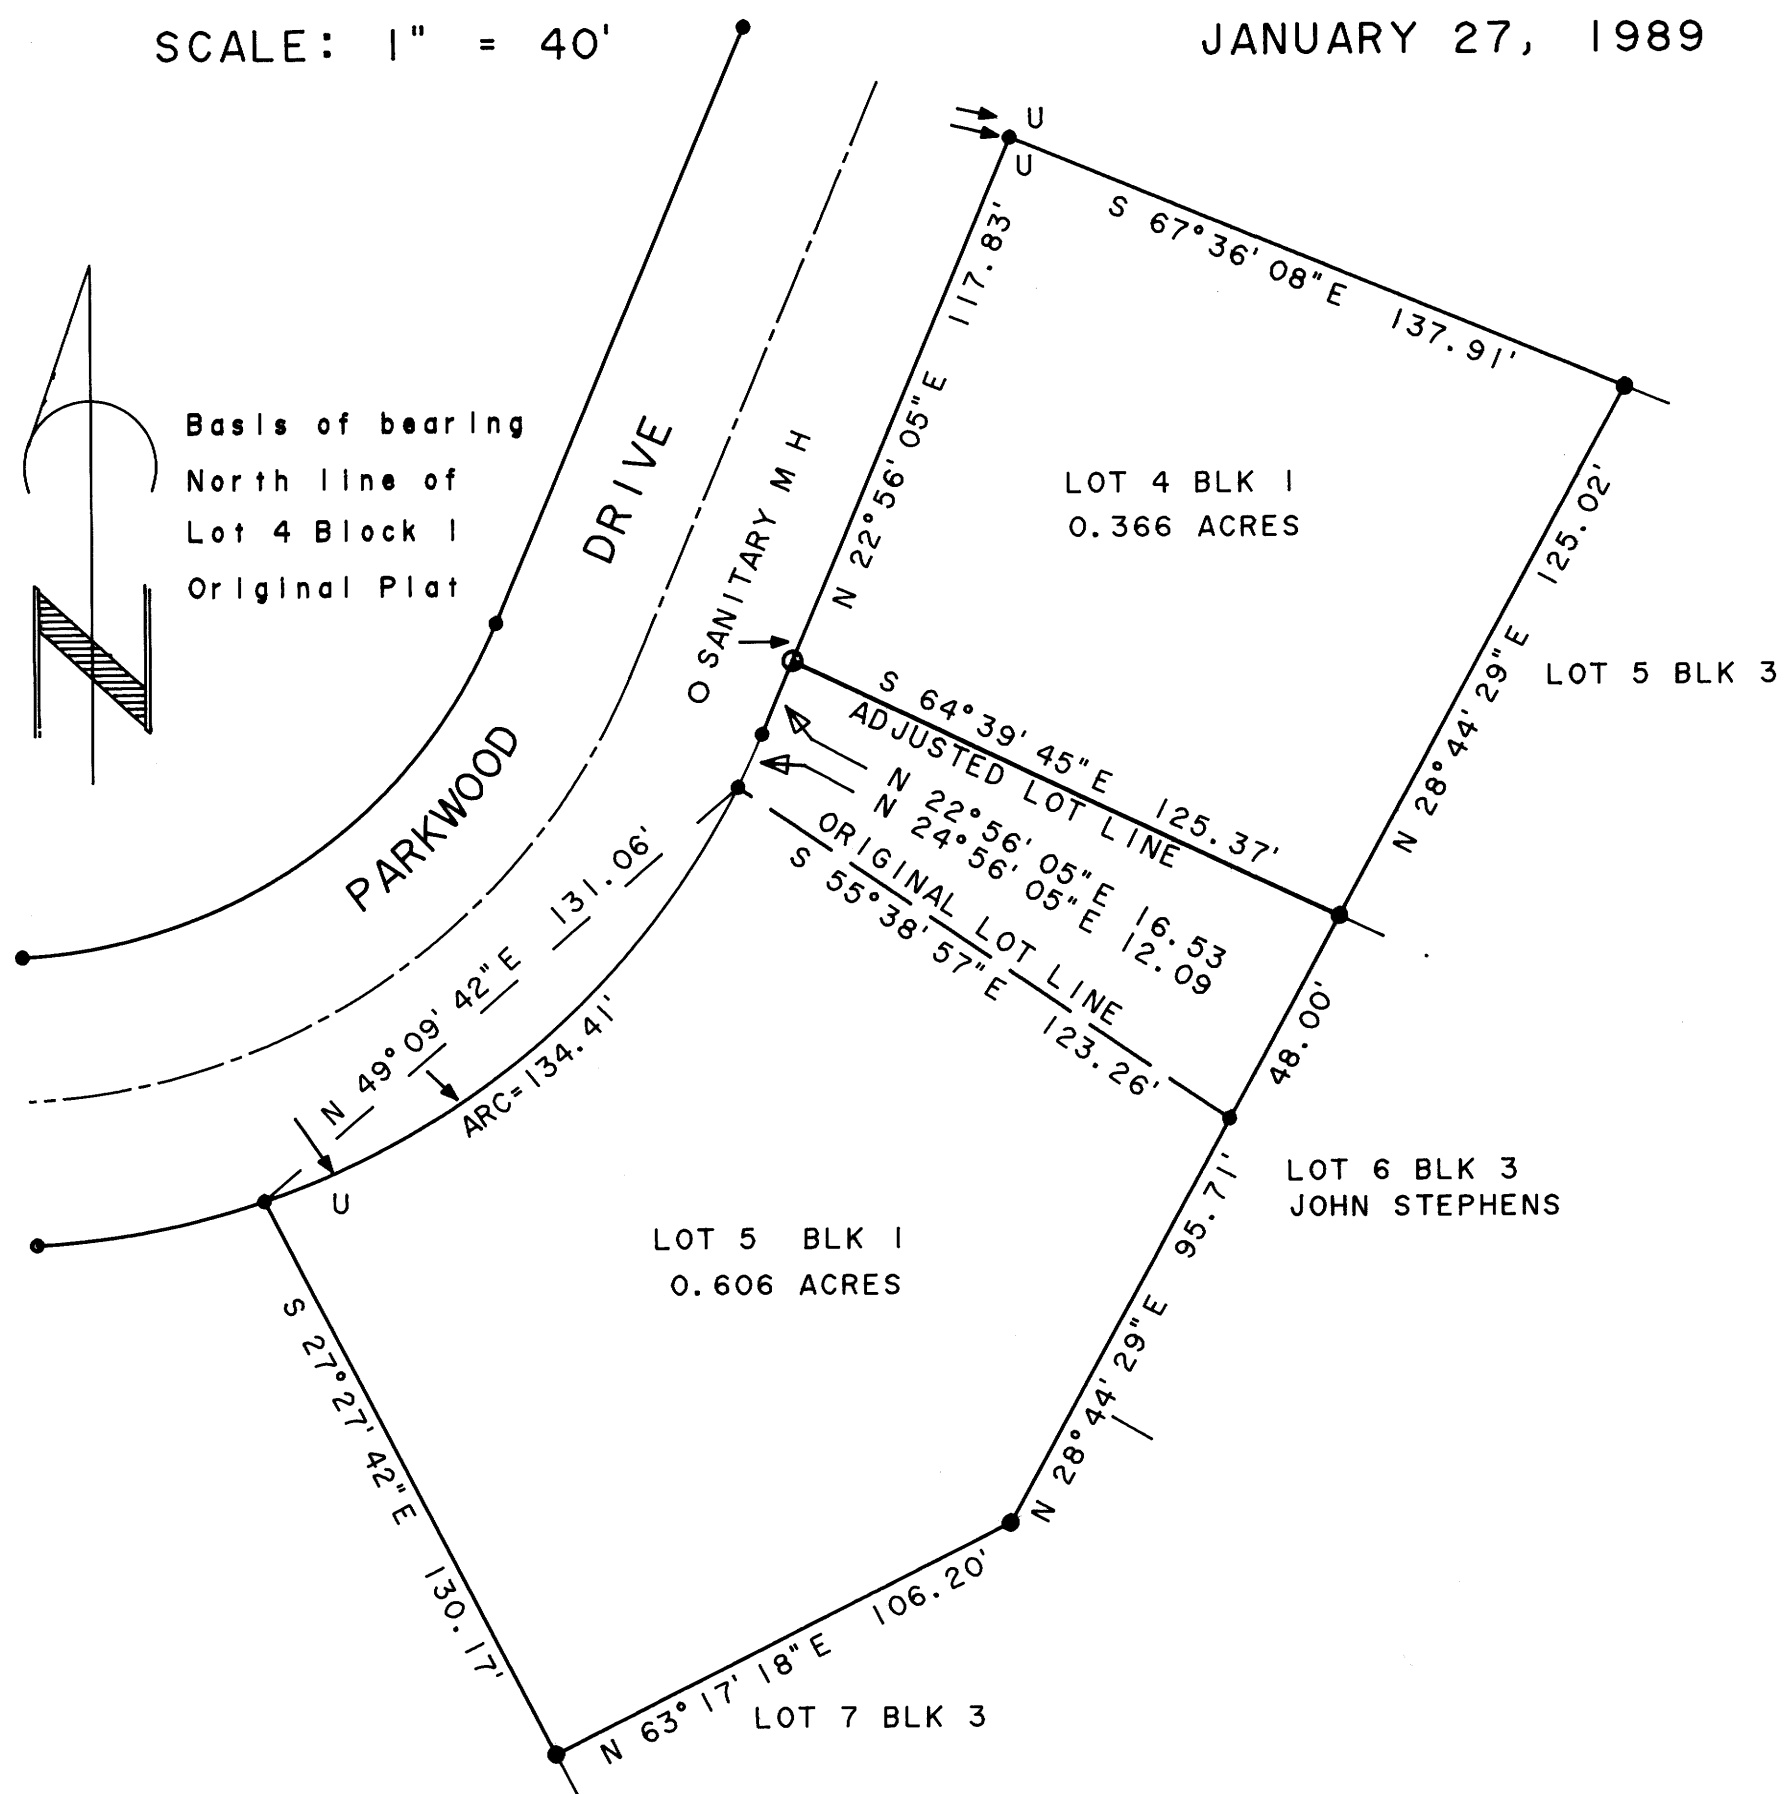 SCALE: 1" = 40'
JANUARY 27, 1989
U
U
S 67°36'08"E 137.91'
N 22°56'05"E 117.83'
Basis of bearing
North line of
Lot 4 Block 1
Original Plat
N
PARKWOOD DRIVE
O SANITARY M H
LOT 4 BLK 1
0.366 ACRES
N 28°44'29"E 125.02'
LOT 5 BLK 3
S 64°39'45"E 125.37'
ADJUSTED LOT LINE
N 22°56'05"E 16.53
N 24°56'05"E 12.09
ORIGINAL LOT LINE
S 55°38'57"E 123.26'
48.00'
N 49°09'42"E 131.06'
ARC=134.41'
U
LOT 6 BLK 3
JOHN STEPHENS
LOT 5 BLK 1
0.606 ACRES
N 28°44'29"E 95.71'
S 27°27'42"E 130.17'
N 63°17'18"E 106.20'
LOT 7 BLK 3